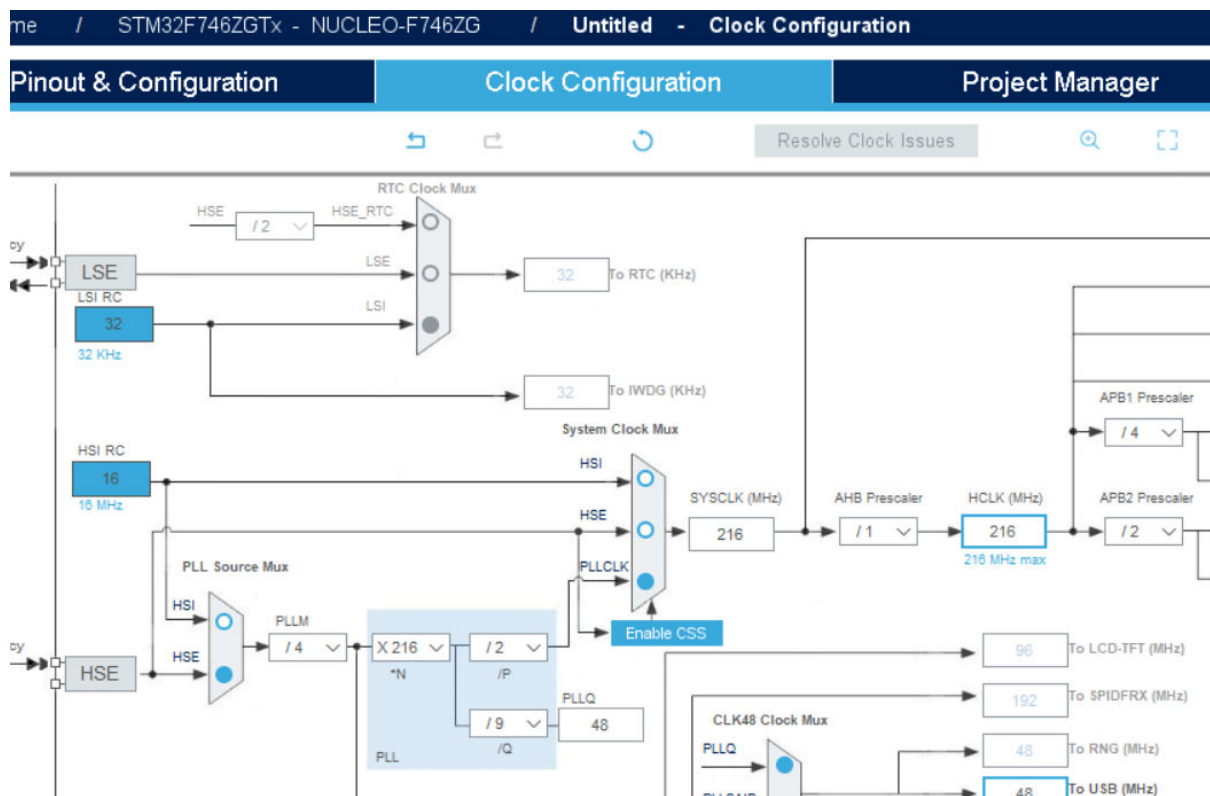 me / STM32F746ZGTx - NUCLEO-F746ZG / Untitled - Clock Configuration
Pinout & Configuration Clock Configuration Project Manager
Resolve Clock Issues
RTC Clock Mux
HSE HSE_RTC
/ 2
cy
LSE LSE
32 To RTC (KHz)
LSI RC LSI
32
32 KHz
32 To IWDG (KHz)
APB1 Prescaler
/ 4
System Clock Mux
HSI RC HSI
16
16 MHz
SYSCLK (MHz) AHB Prescaler HCLK (MHz) APB2 Prescaler
HSE
216 / 1 216 / 2
216 MHz max
PLL Source Mux PLLCLK
HSI
PLLM
Enable CSS
cy
HSE HSE / 4 X 216 / 2
*N /P
96 To LCD-TFT (MHz)
PLLQ
192 To SPIDFRX (MHz)
/ 9 48
/Q
CLK48 Clock Mux
PLL PLLQ
48 To RNG (MHz)
48 To USB (MHz)